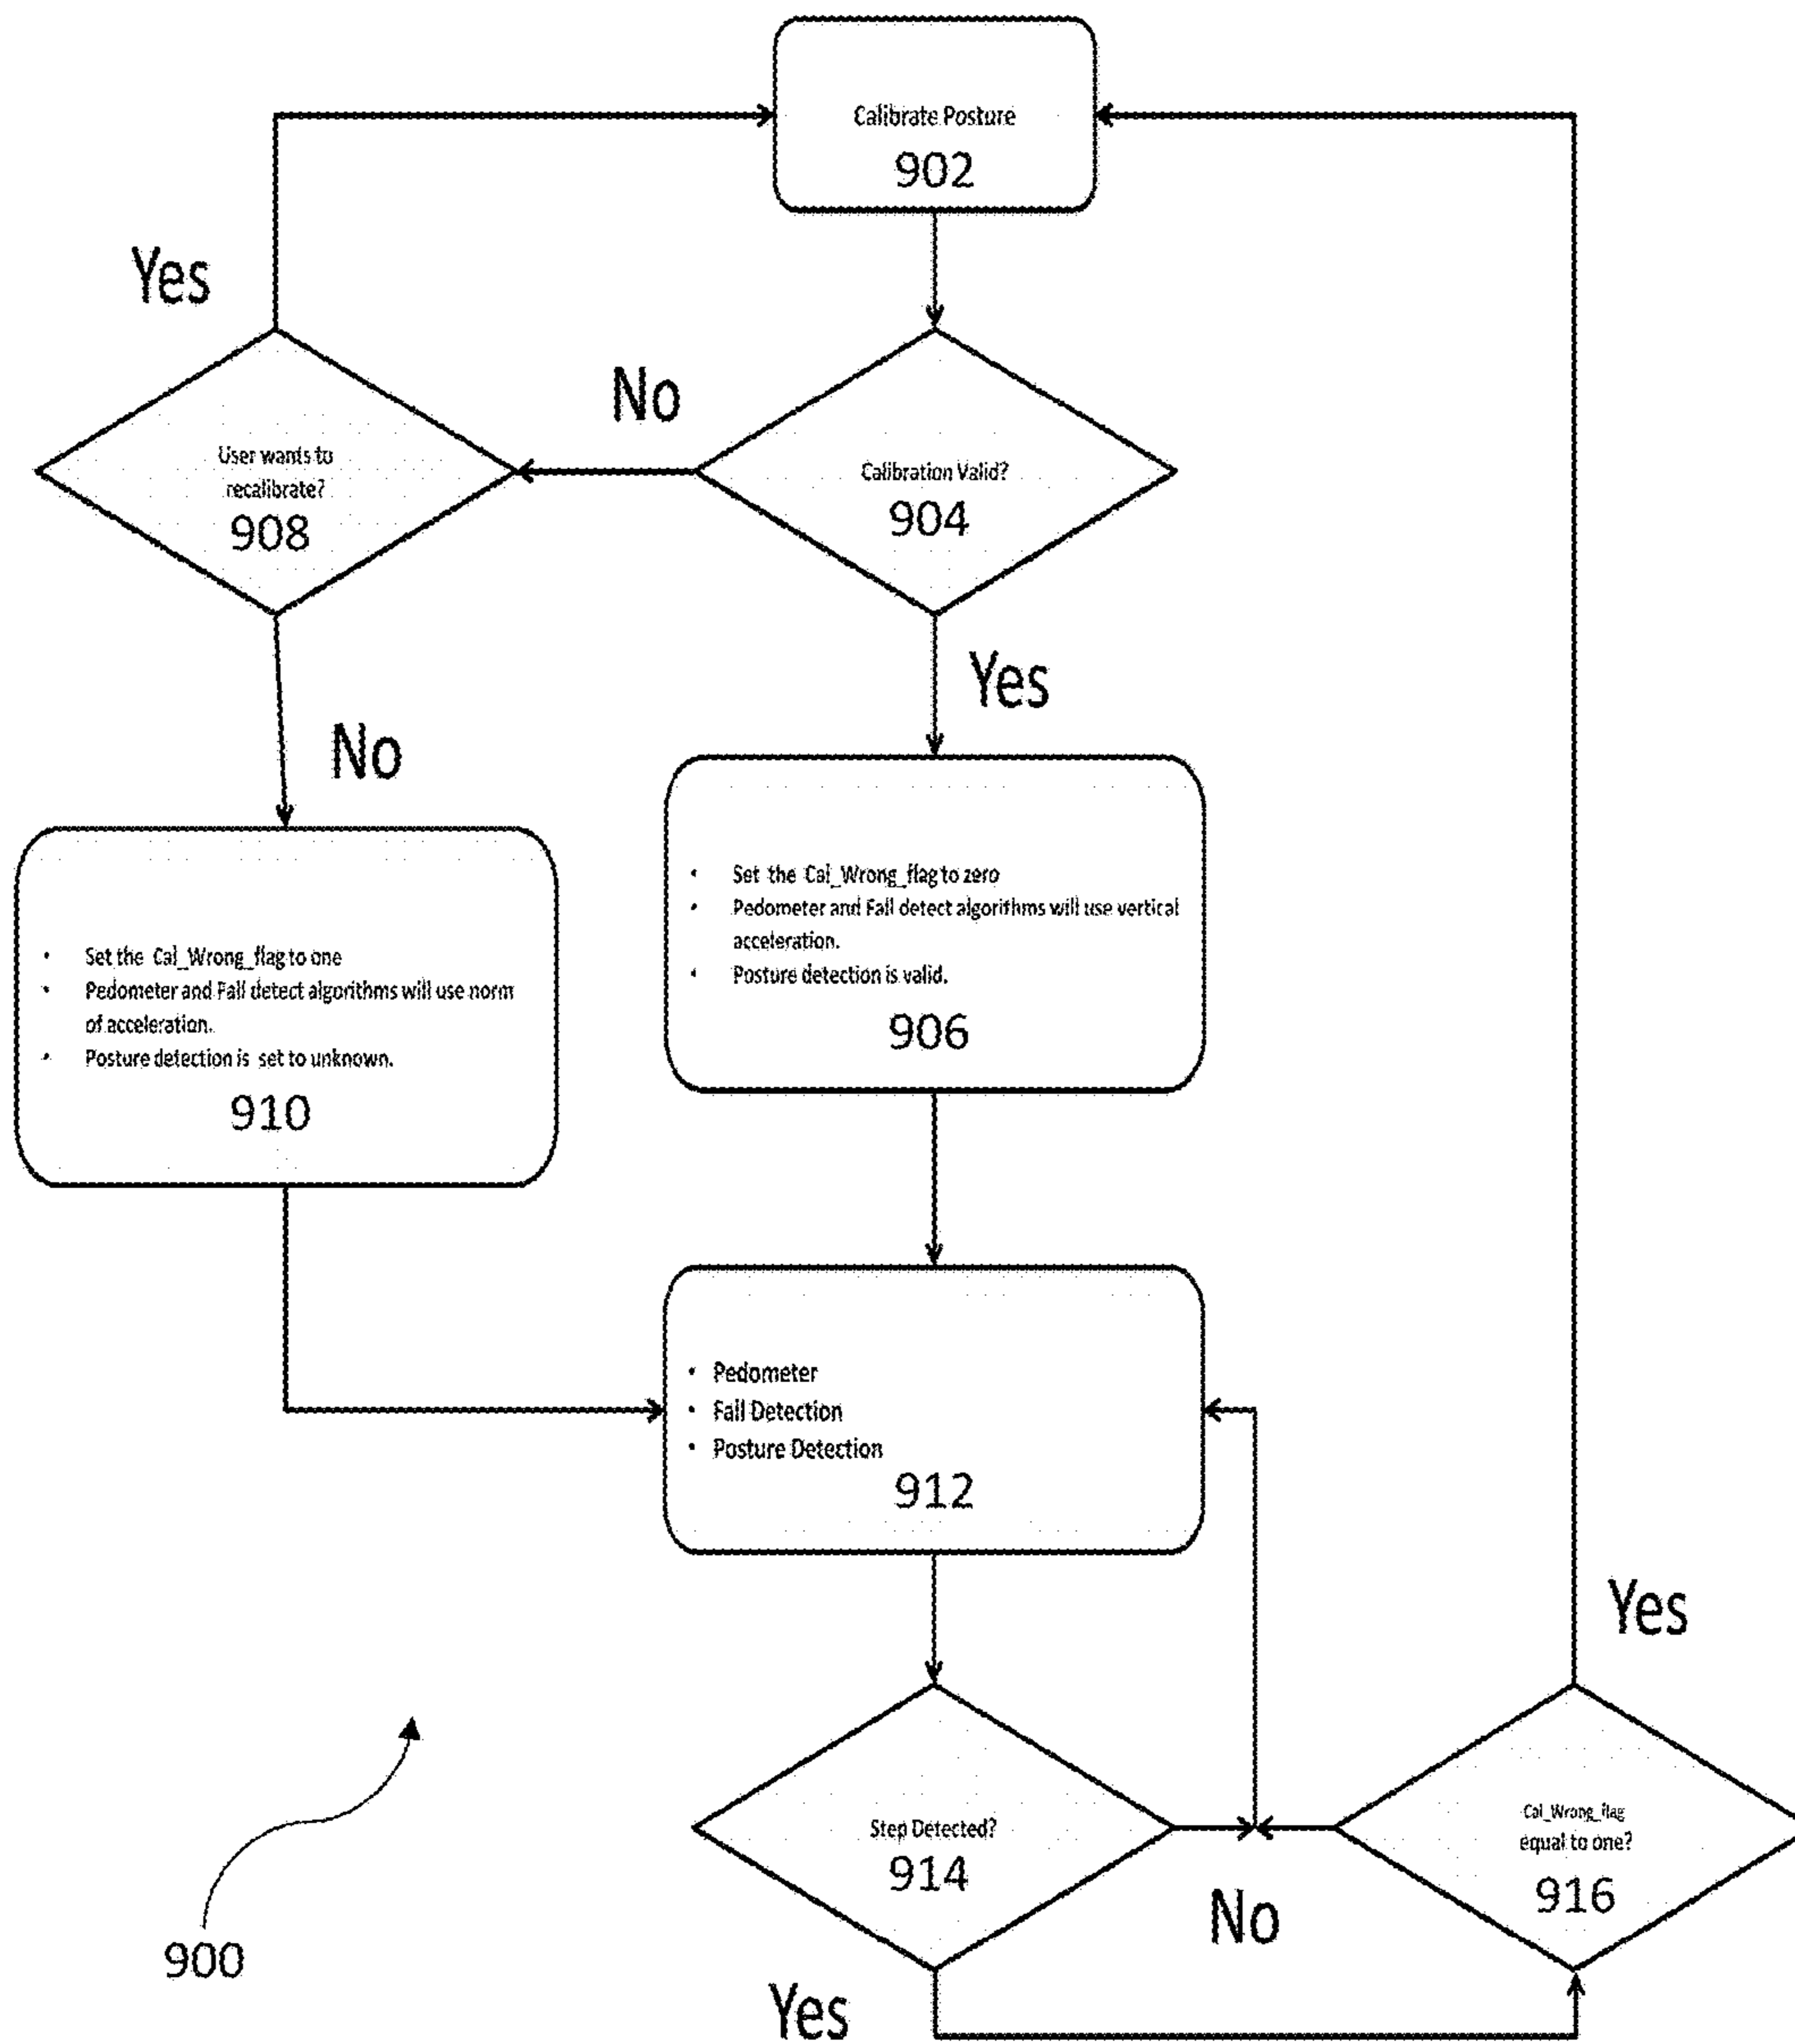 Calibrate Posture
902
Yes
No
User wants to
recalibrate?
908
Calibration Valid?
904
Yes
No
• Set the Cal_Wrong_flag to zero
• Pedometer and Fall detect algorithms will use vertical
acceleration.
• Posture detection is valid.
906
• Set the Cal_Wrong_flag to one
• Pedometer and Fall detect algorithms will use norm
of acceleration.
• Posture detection is set to unknown.
910
• Pedometer
• Fall Detection
• Posture Detection
912
Yes
Step Detected?
914
Cal_Wrong_flag
equal to one?
916
No
900
Yes